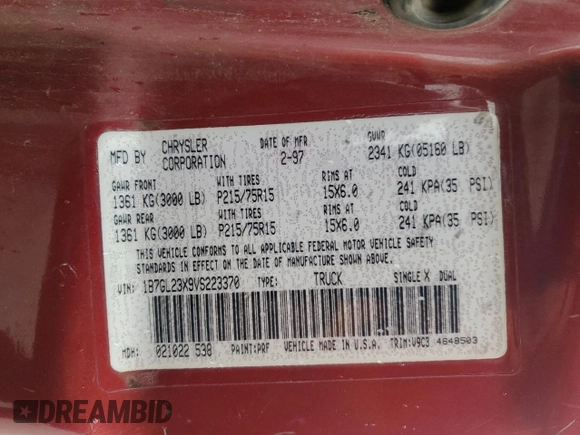 MFD BY CHRYSLER CORPORATION DATE OF MFR 2-97 GVWR 2341 KG(05160 LB)
GAWR FRONT WITH TIRES RIMS AT COLD
1361 KG(3000 LB) P215/75R15 15X6.0 241 KPA(35 PSI)
GAWR REAR WITH TIRES RIMS AT COLD
1361 KG(3000 LB) P215/75R15 15X6.0 241 KPA(35 PSI)
THIS VEHICLE CONFORMS TO ALL APPLICABLE FEDERAL MOTOR VEHICLE SAFETY
STANDARDS IN EFFECT ON THE DATE OF MANUFACTURE SHOWN ABOVE.
VIN: 1B7GL23X9VS223370 TYPE: TRUCK SINGLE X DUAL
MDH: 021022 538 PAINT:PRF VEHICLE MADE IN U.S.A. TRIM:V9C3 4648503
DREAMBID